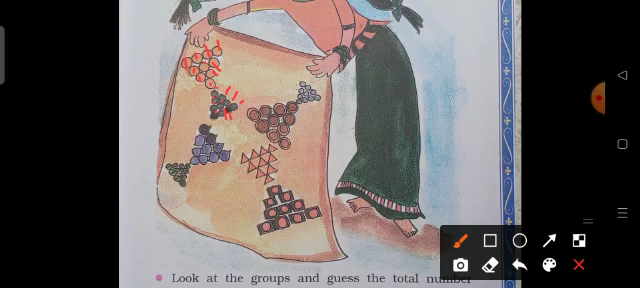 Look at the groups and guess the total number